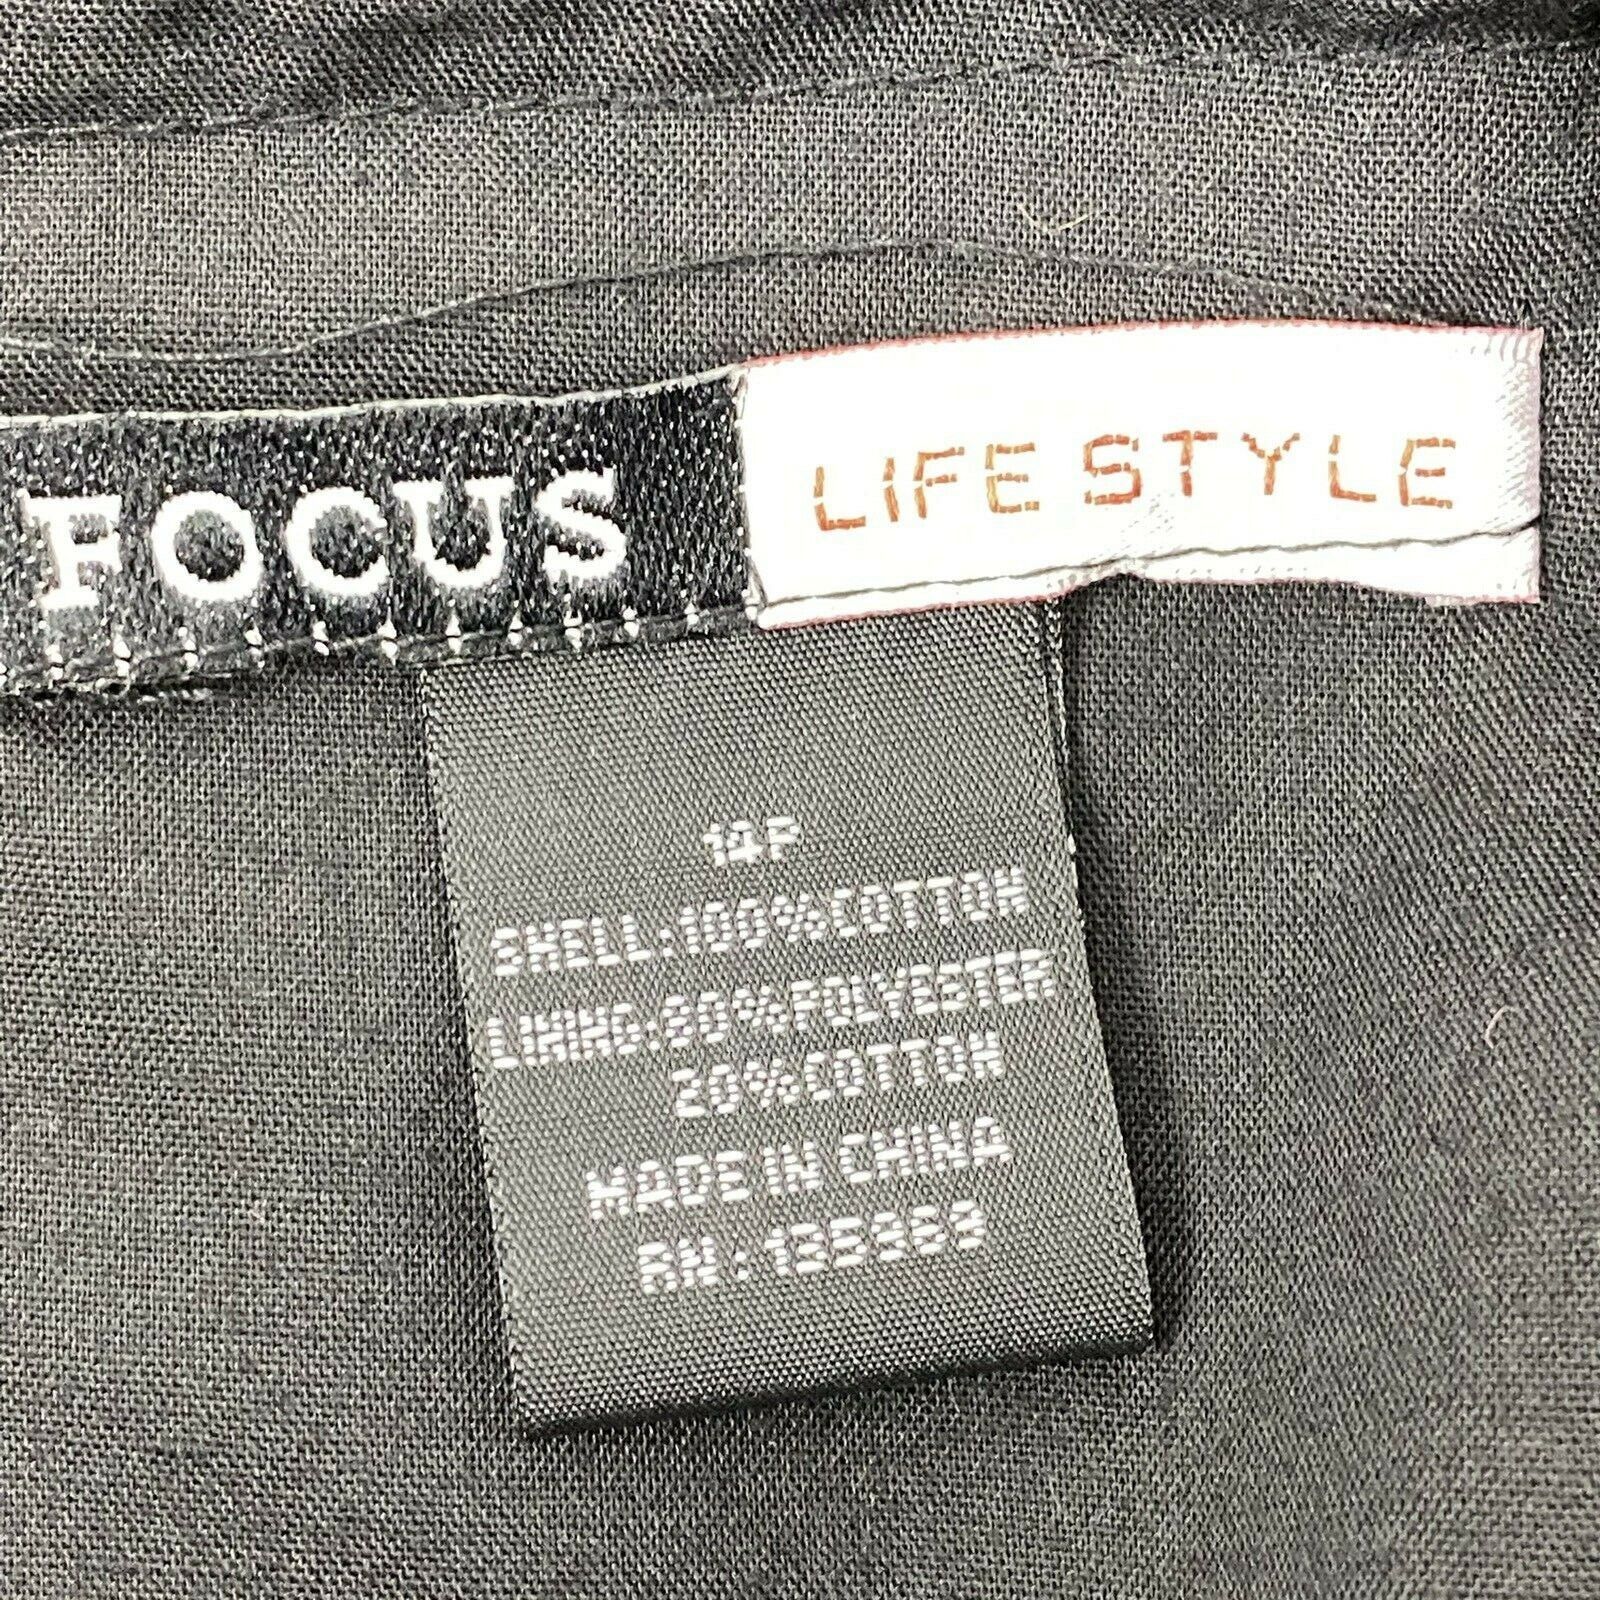 FOCUS LIFE STYLE
14P
SHELL:100%COTTON
LINING:80%POLYESTER
20%COTTON
MADE IN CHINA
RN:135963